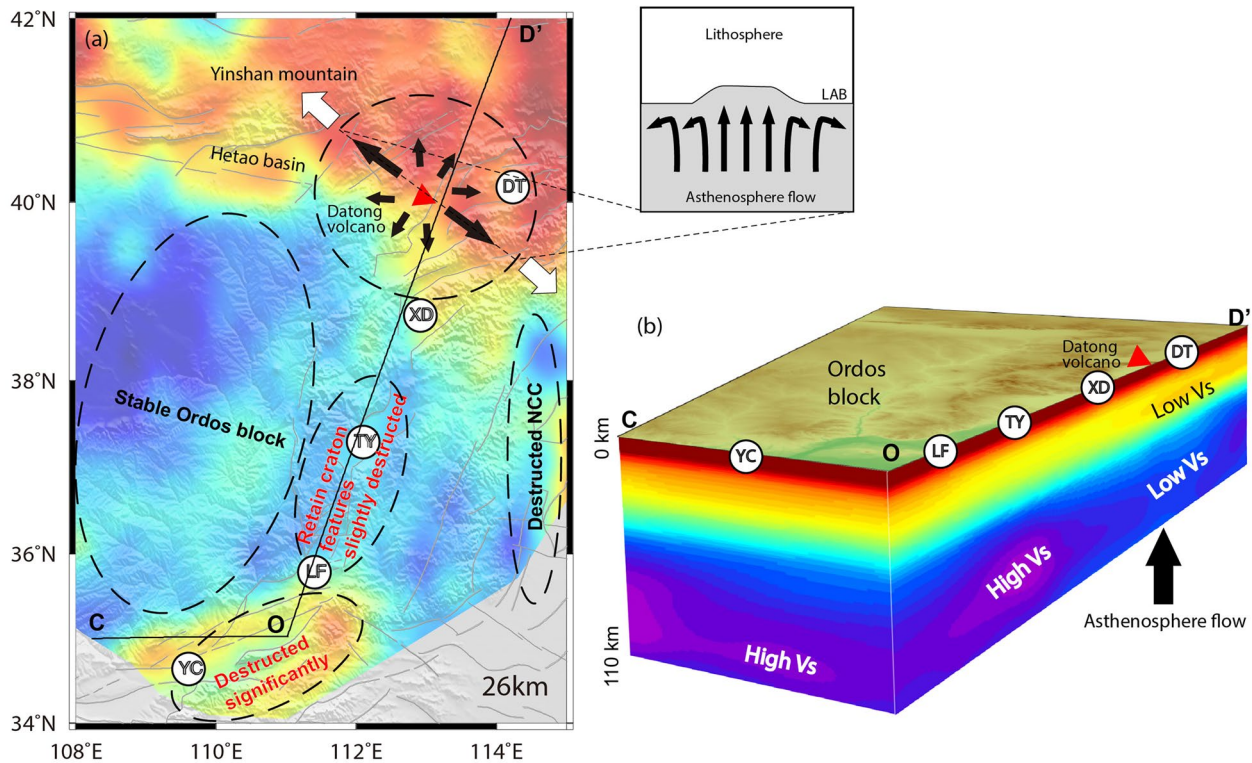 42°N
40°N
38°N
36°N
34°N
108°E
110°E
112°E
114°E
(a)
D'
Yinshan mountain
Hetao basin
DT
Datong
volcano
XD
Stable Ordos block
TY
Retain craton
features
slightly destructed
Destructed NCC
LF
C
O
YC
Destructed
significantly
26km
Lithosphere
LAB
Asthenosphere flow
(b)
D'
Datong
volcano
DT
Ordos
block
XD
Low Vs
C
TY
0 km
YC
O
LF
Low Vs
High Vs
Asthenosphere flow
110 km
High Vs